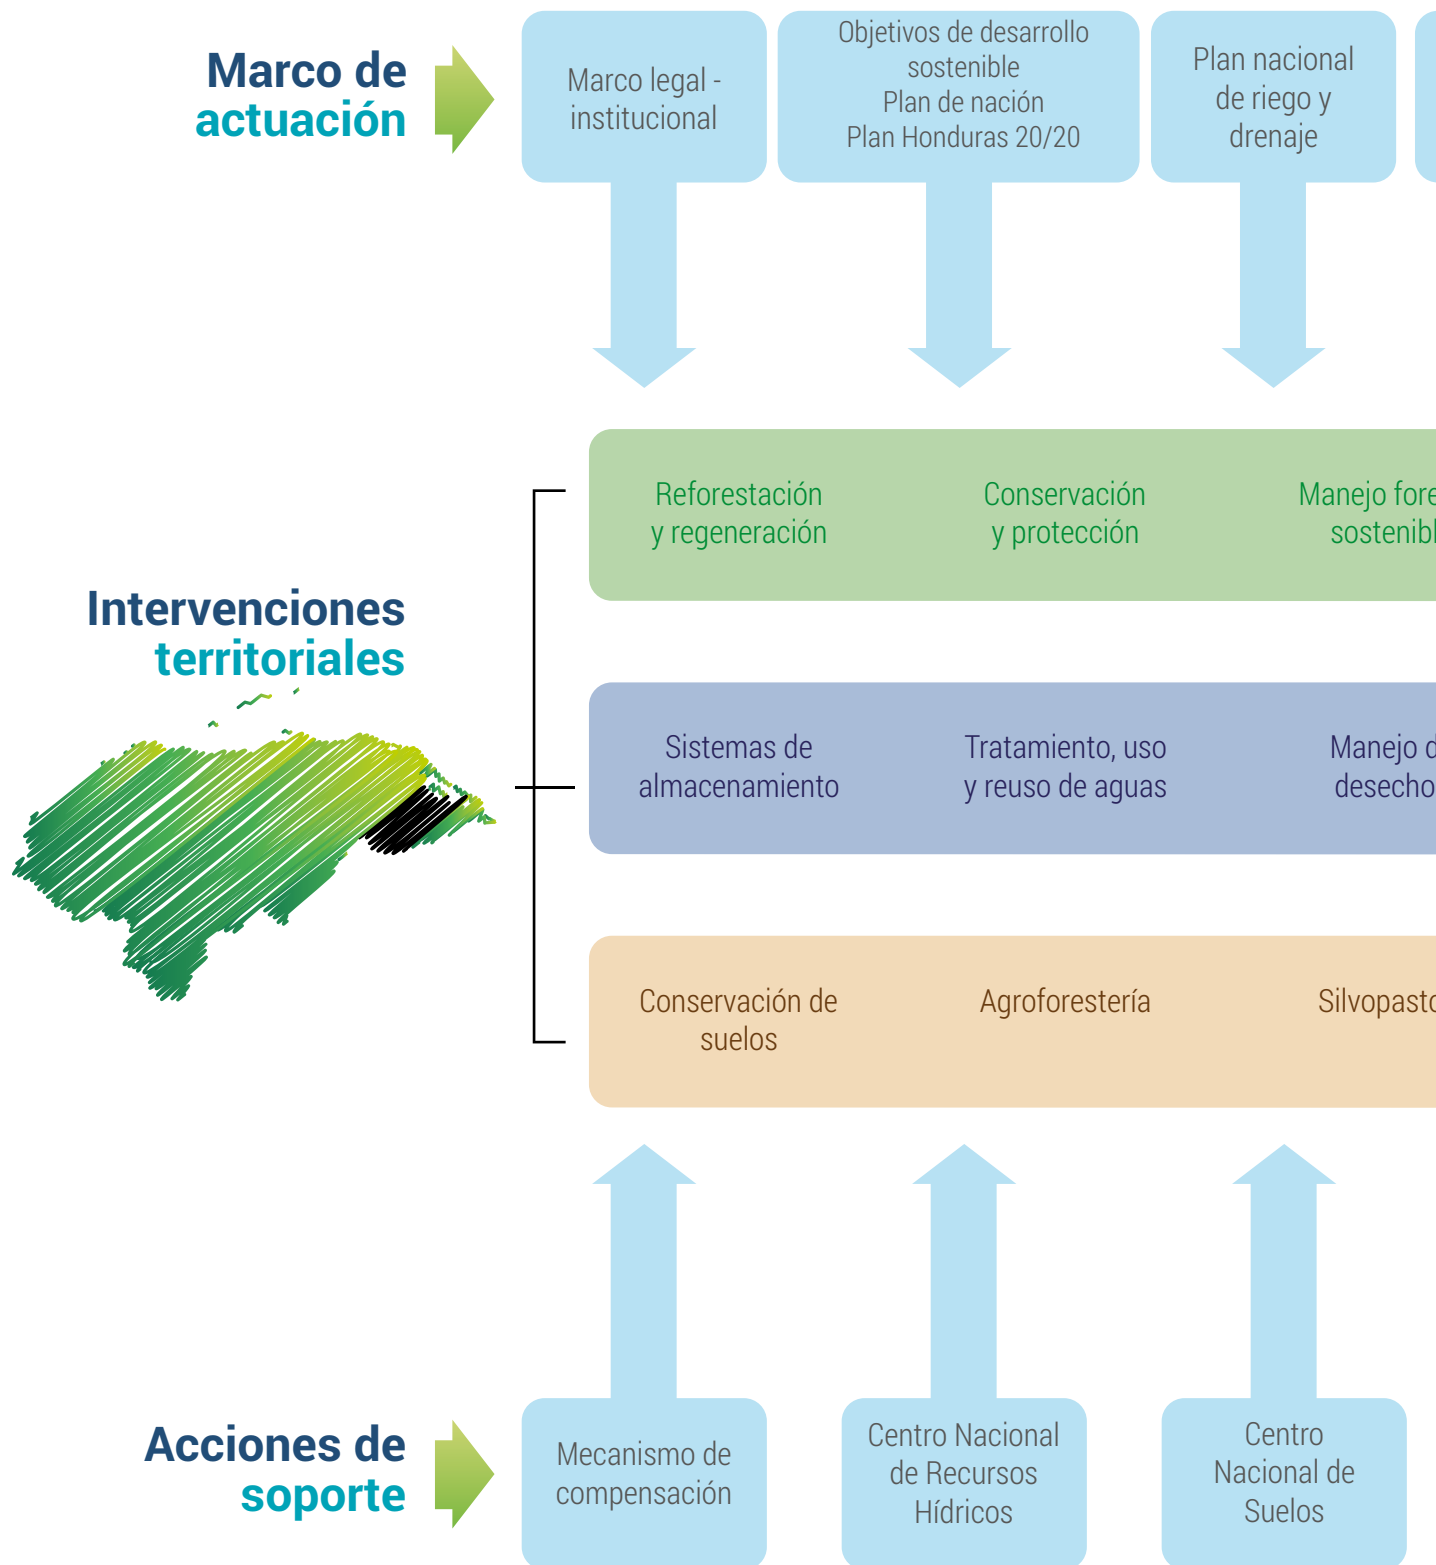 Marco de
actuación
Marco legal -
institucional
Objetivos de desarrollo
sostenible
Plan de nación
Plan Honduras 20/20
Plan nacional
de riego y
drenaje
Intervenciones
territoriales
Reforestación
y regeneración
Conservación
y protección
Manejo
Sistemas de
almacenamiento
Tratamiento, uso
y reuso de aguas
Manejo
Conservación de
suelos
Agroforestería
Acciones de
soporte
Mecanismo de
compensación
Centro Nacional
de Recursos
Hídricos
Centro
Nacional de
Suelos